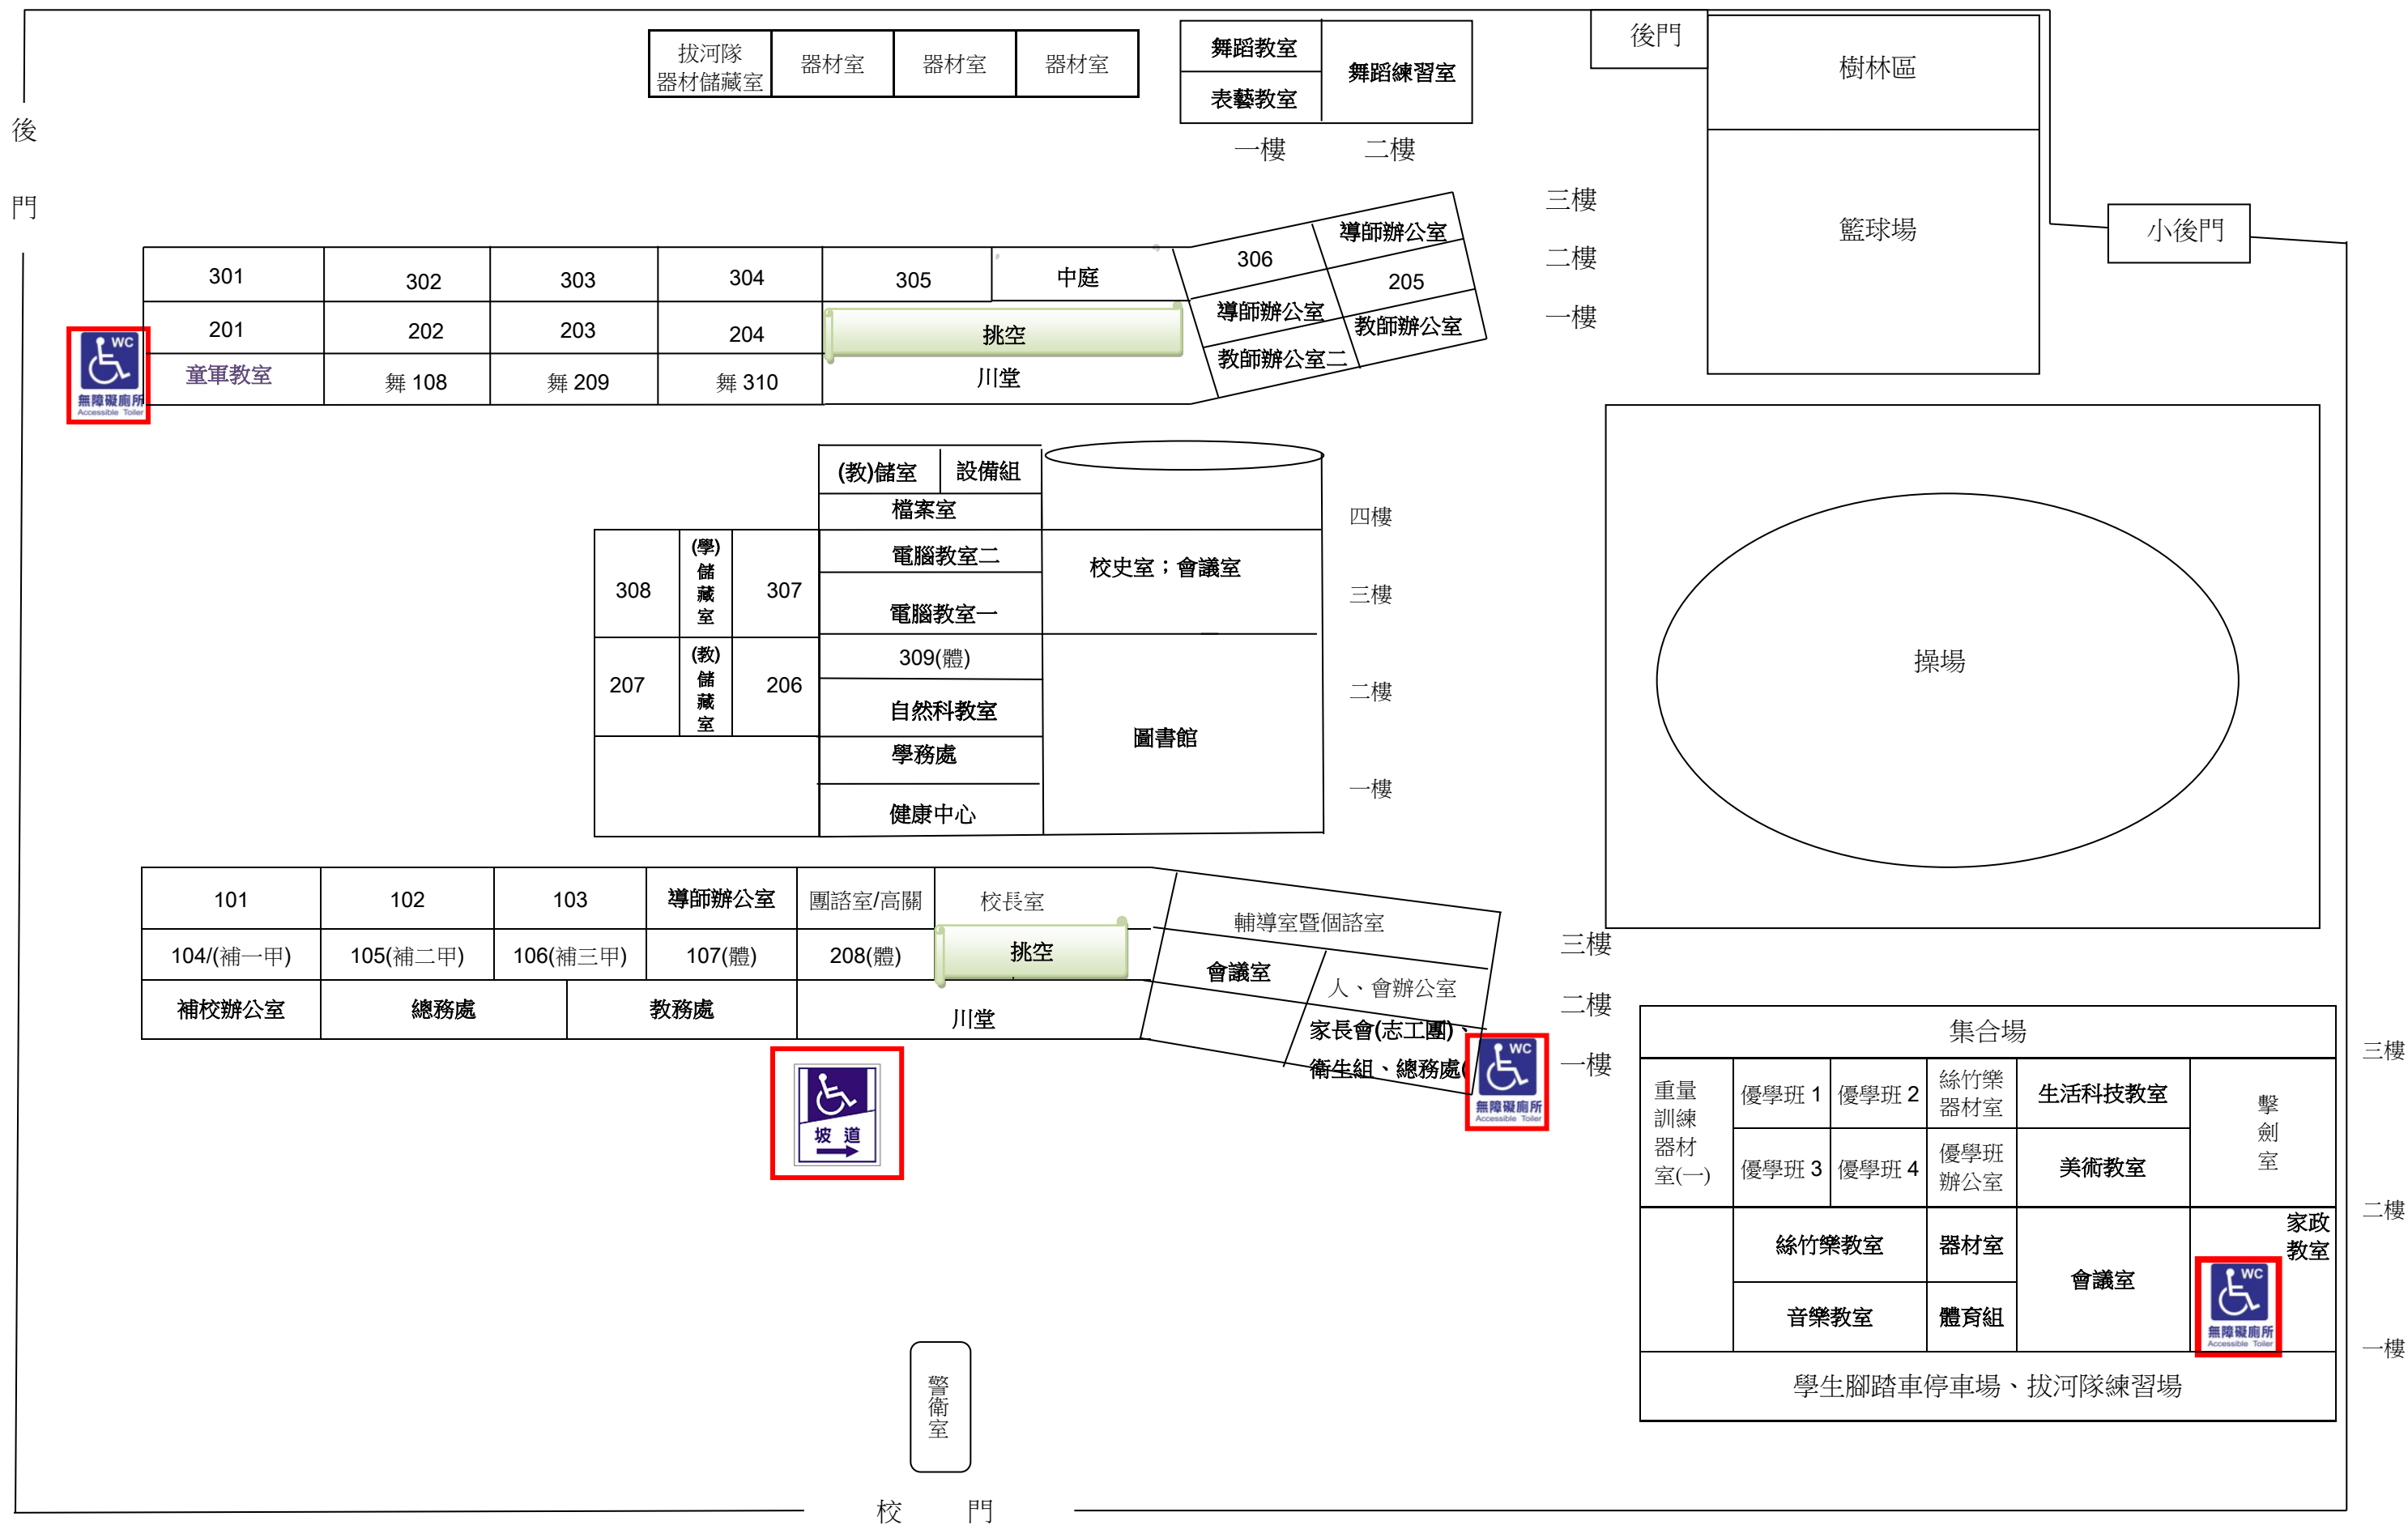 拔河隊
器材儲藏室
器材室
器材室
器材室
舞蹈教室
表藝教室
舞蹈練習室
一樓
二樓
後門
樹林區
籃球場
小後門
後
門
三樓
二樓
一樓
301
302
303
304
305
中庭
306
導師辦公室
201
202
203
204
挑空
導師辦公室
205
童軍教室
舞 108
舞 209
舞 310
川堂
教師辦公室二
教師辦公室
WC
無障礙廁所
Accessible Toiler
(教)儲室
設備組
檔案室
電腦教室二
電腦教室一
校史室；會議室
308
(學)
儲
藏
室
307
309(體)
自然科教室
207
(教)
儲
藏
室
206
學務處
健康中心
圖書館
四樓
三樓
二樓
一樓
操場
101
102
103
導師辦公室
團諮室/高關
校長室
輔導室暨個諮室
104/(補一甲)
105(補二甲)
106(補三甲)
107(體)
208(體)
挑空
會議室
人、會辦公室
補校辦公室
總務處
教務處
川堂
家長會(志工團)、
衛生組、總務處(
WC
無障礙廁所
Accessible Toiler
三樓
二樓
一樓
坡 道
集合場
重量
訓練
器材
室(一)
優學班 1
優學班 2
絲竹樂
器材室
生活科技教室
擊
劍
室
優學班 3
優學班 4
優學班
辦公室
美術教室
絲竹樂教室
器材室
會議室
家政
教室
音樂教室
體育組
WC
無障礙廁所
Accessible Toiler
學生腳踏車停車場、拔河隊練習場
三樓
二樓
一樓
警
衛
室
校 門